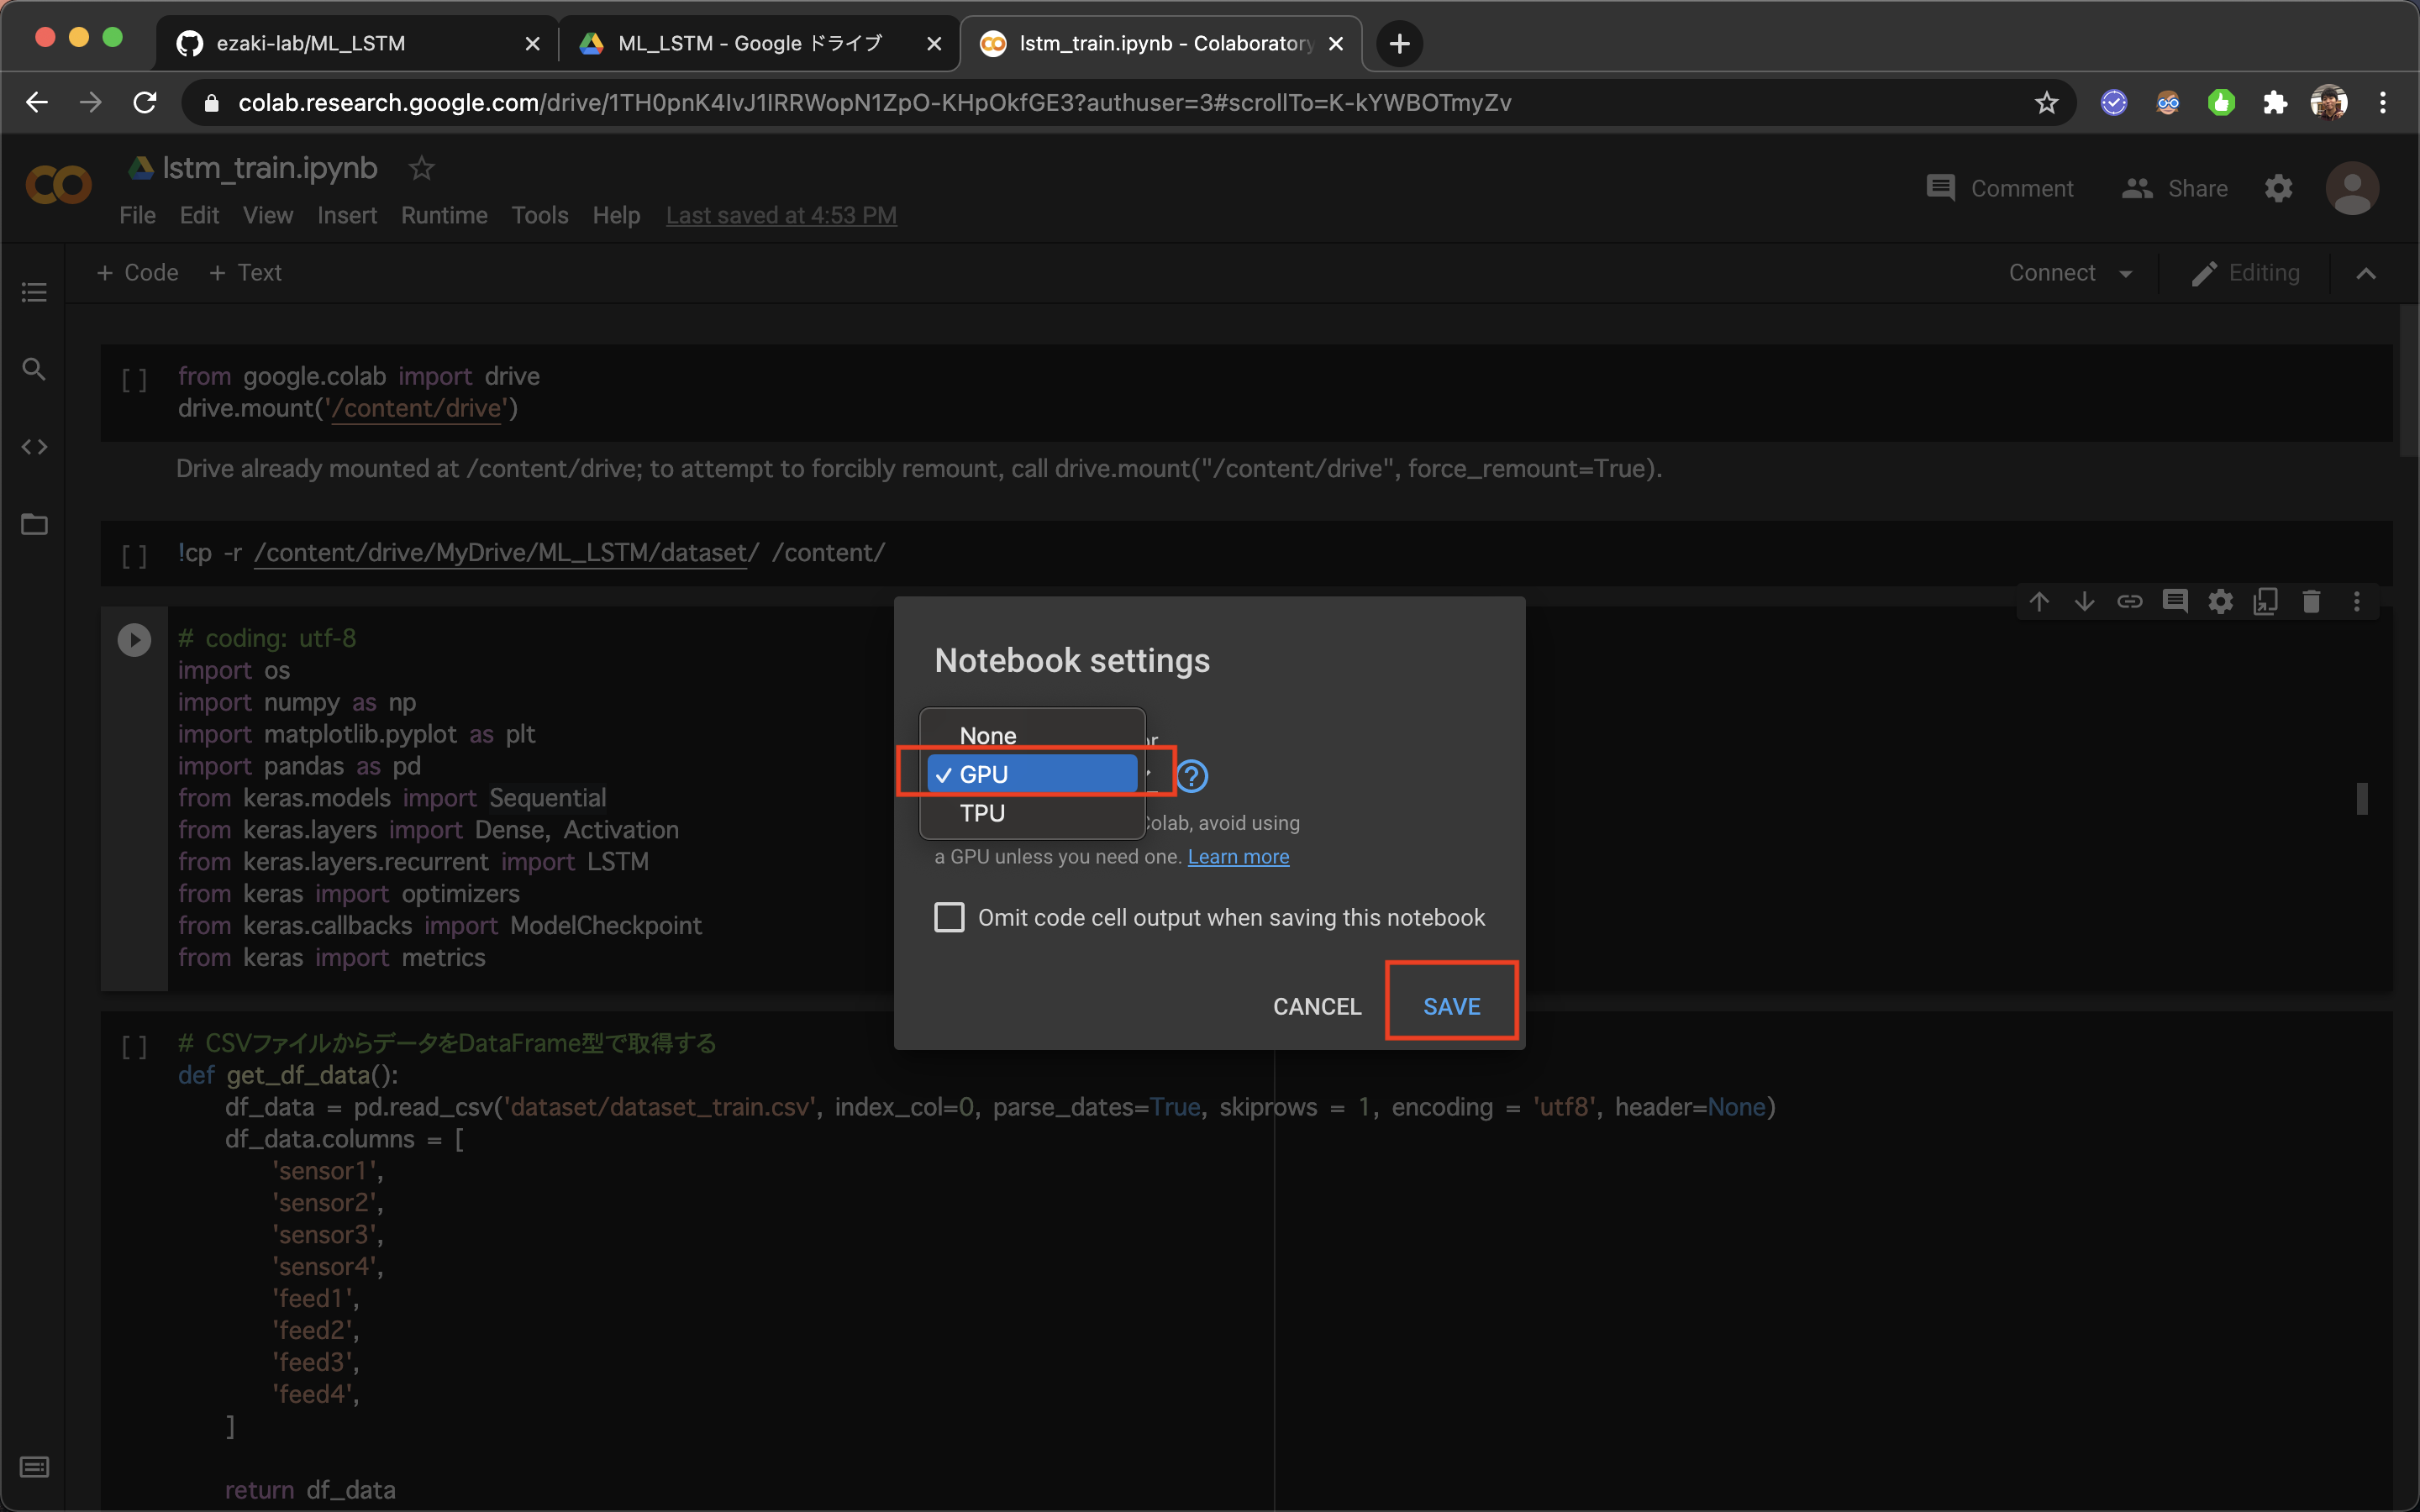 ezaki-lab/ML_LSTM
ML_LSTM - Google ドライブ
lstm_train.ipynb - Colaboratory
colab.research.google.com/drive/1TH0pnK4IvJ1IRRWopN1ZpO-KHpOkfGE3?authuser=3#scrollTo=K-kYWBOTmyZv
lstm_train.ipynb
Comment
Share
File Edit View Insert Runtime Tools Help Last saved at 4:53 PM
+ Code + Text
Connect
Editing
[ ] from google.colab import drive
drive.mount('/content/drive')
Drive already mounted at /content/drive; to attempt to forcibly remount, call drive.mount("/content/drive", force_remount=True).
[ ] !cp -r /content/drive/MyDrive/ML_LSTM/dataset/ /content/
# coding: utf-8
import os
import numpy as np
import matplotlib.pyplot as plt
import pandas as pd
from keras.models import Sequential
from keras.layers import Dense, Activation
from keras.layers.recurrent import LSTM
from keras import optimizers
from keras.callbacks import ModelCheckpoint
from keras import metrics
Notebook settings
None
GPU
TPU
Colab, avoid using
a GPU unless you need one. Learn more
Omit code cell output when saving this notebook
CANCEL
SAVE
[ ] # CSVファイルからデータをDataFrame型で取得する
def get_df_data():
df_data = pd.read_csv('dataset/dataset_train.csv', index_col=0, parse_dates=True, skiprows = 1, encoding = 'utf8', header=None)
df_data.columns = [
'sensor1',
'sensor2',
'sensor3',
'sensor4',
'feed1',
'feed2',
'feed3',
'feed4',
]
return df_data